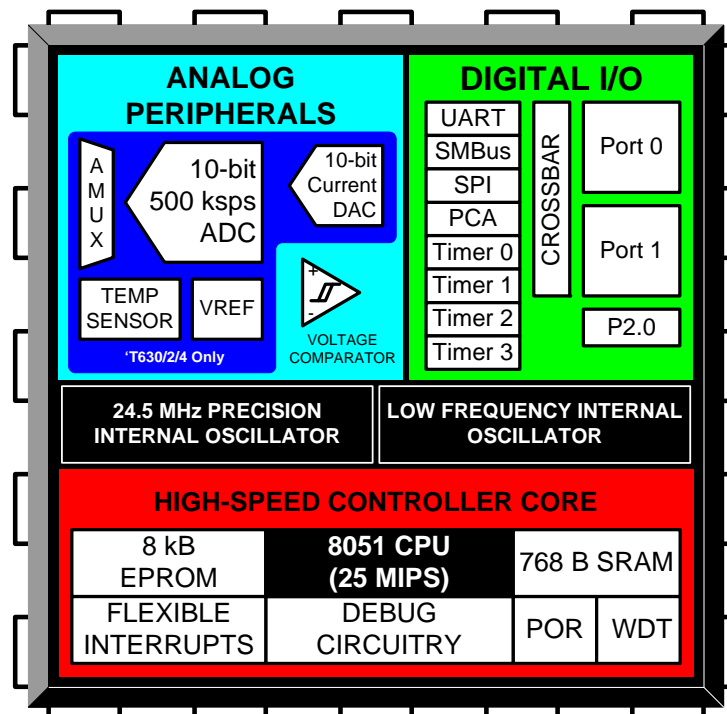 ANALOG
PERIPHERALS
A
M
U
X
10-bit
500 ksps
ADC
10-bit
Current
DAC
TEMP
SENSOR
VREF
+
-
VOLTAGE
COMPARATOR
‘T630/2/4 Only
DIGITAL I/O
UART
SMBus
SPI
PCA
Timer 0
Timer 1
Timer 2
Timer 3
CROSSBAR
Port 0
Port 1
P2.0
24.5 MHz PRECISION
INTERNAL OSCILLATOR
LOW FREQUENCY INTERNAL
OSCILLATOR
HIGH-SPEED CONTROLLER CORE
8 kB
EPROM
8051 CPU
(25 MIPS)
768 B SRAM
FLEXIBLE
INTERRUPTS
DEBUG
CIRCUITRY
POR
WDT